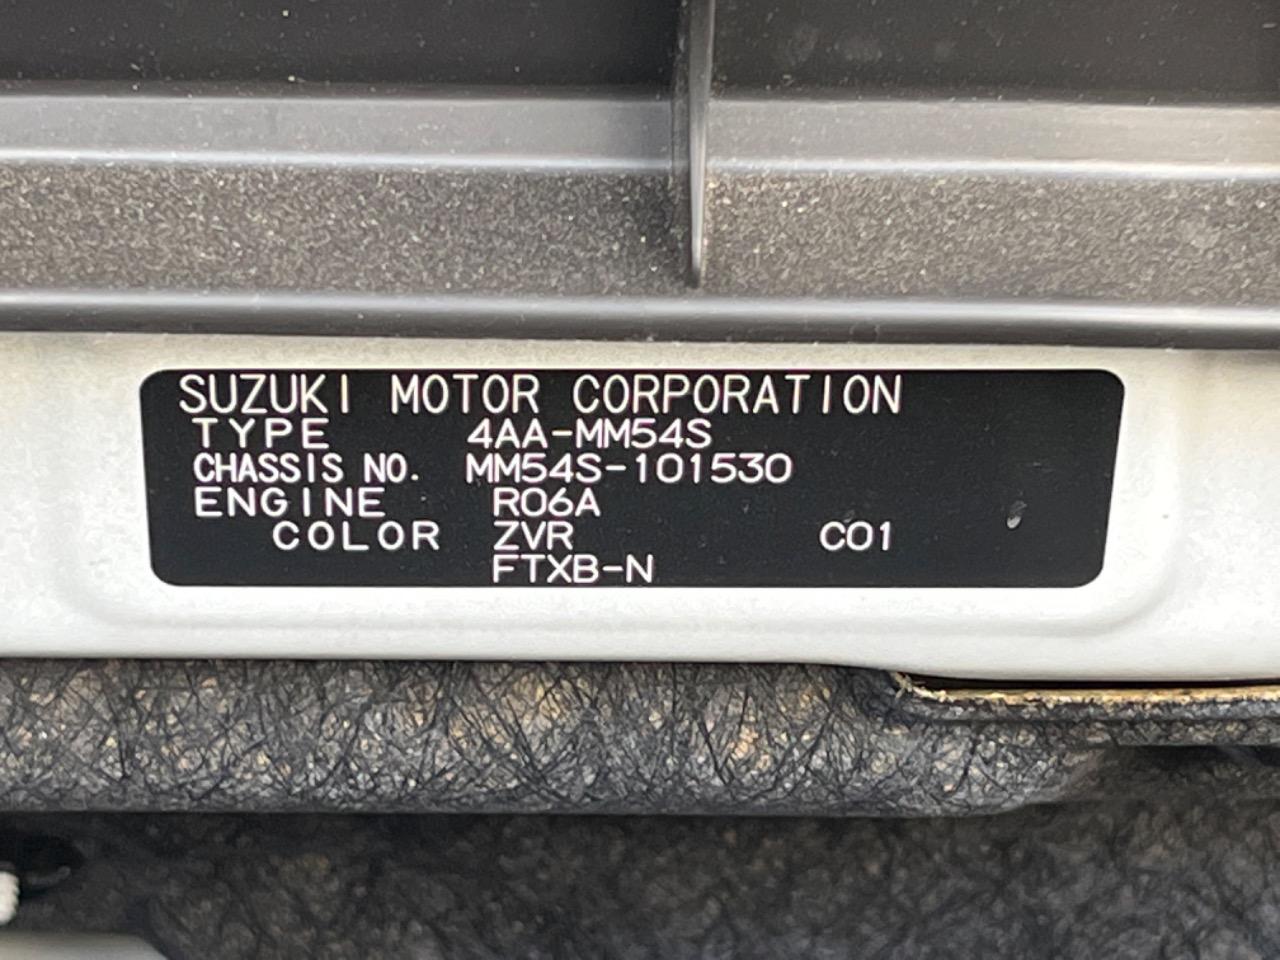 SUZUKI MOTOR CORPORATION
TYPE 4AA-MM54S
CHASSIS NO. MM54S-101530
ENGINE R06A
COLOR ZVR C01
FTXB-N